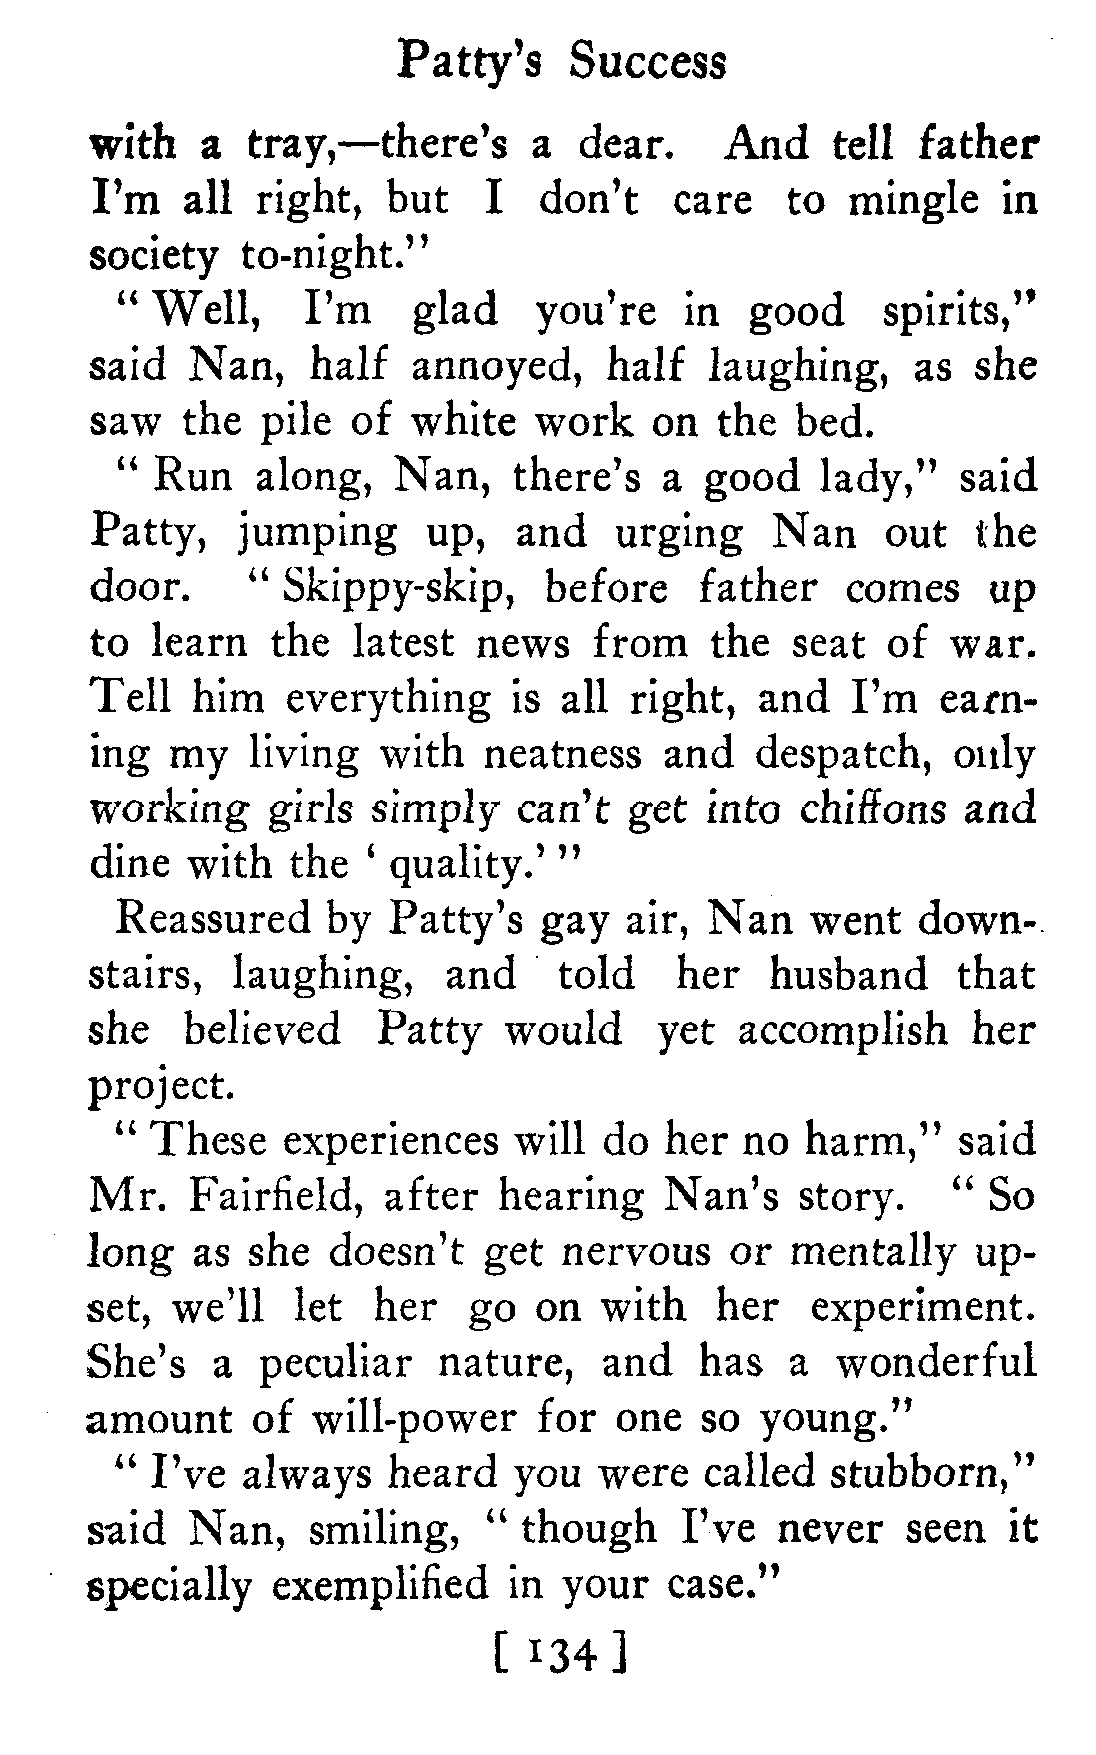 Patty's Success
with a tray,—there's a dear. And tell father
I'm all right, but I don't care to mingle in
society to-night."
" Well, I'm glad you're in good spirits,"
said Nan, half annoyed, half laughing, as she
saw the pile of white work on the bed.
" Run along, Nan, there's a good lady," said
Patty, jumping up, and urging Nan out the
door. " Skippy-skip, before father comes up
to learn the latest news from the seat of war.
Tell him everything is all right, and I'm earn-
ing my living with neatness and despatch, only
working girls simply can't get into chiffons and
dine with the ' quality.' "
Reassured by Patty's gay air, Nan went down-
stairs, laughing, and told her husband that
she believed Patty would yet accomplish her
project.
" These experiences will do her no harm," said
Mr. Fairfield, after hearing Nan's story. " So
long as she doesn't get nervous or mentally up-
set, we'll let her go on with her experiment.
She's a peculiar nature, and has a wonderful
amount of will-power for one so young."
" I've always heard you were called stubborn,"
said Nan, smiling, " though I've never seen it
specially exemplified in your case."
[ 134 ]